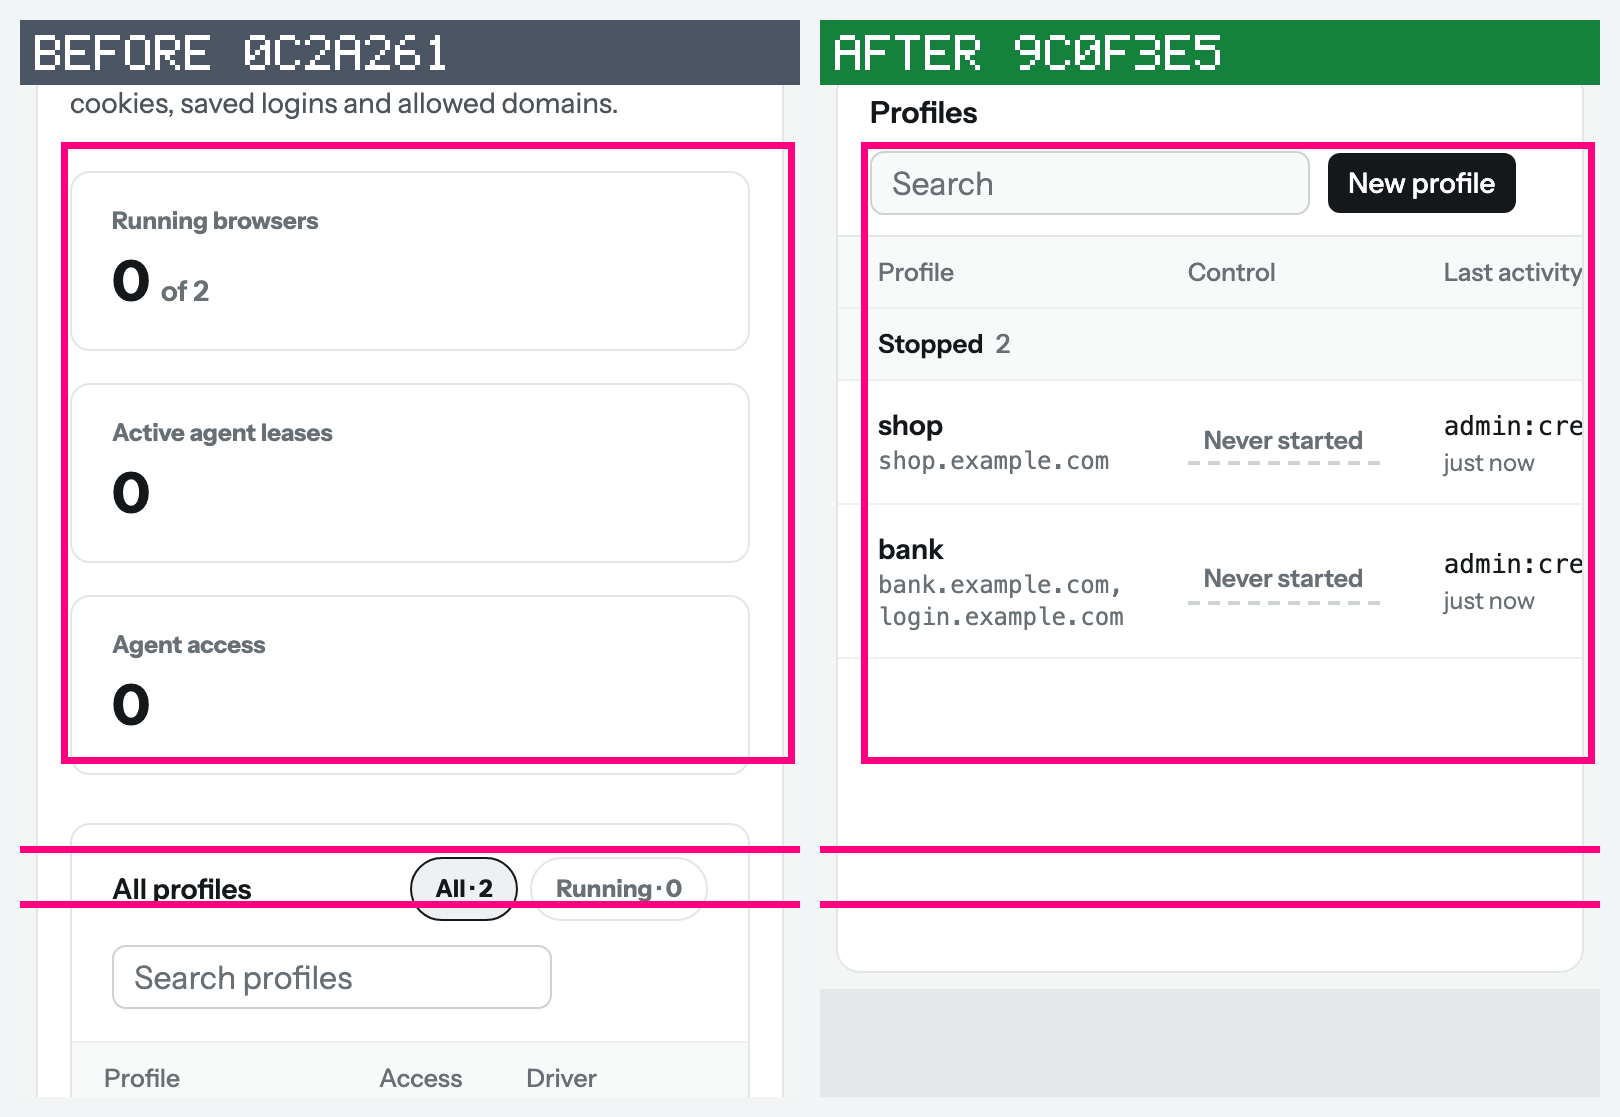 BEFORE 0C2A261
cookies, saved logins and allowed domains.
Running browsers
0 of 2
Active agent leases
0
Agent access
0
All profiles All·2 Running·0
Search profiles
Profile Access Driver
AFTER 9C0F3E5
Profiles
Search New profile
Profile Control Last activity
Stopped 2
shop
shop.example.com
Never started
admin:cre
just now
bank
bank.example.com,
login.example.com
Never started
admin:cre
just now